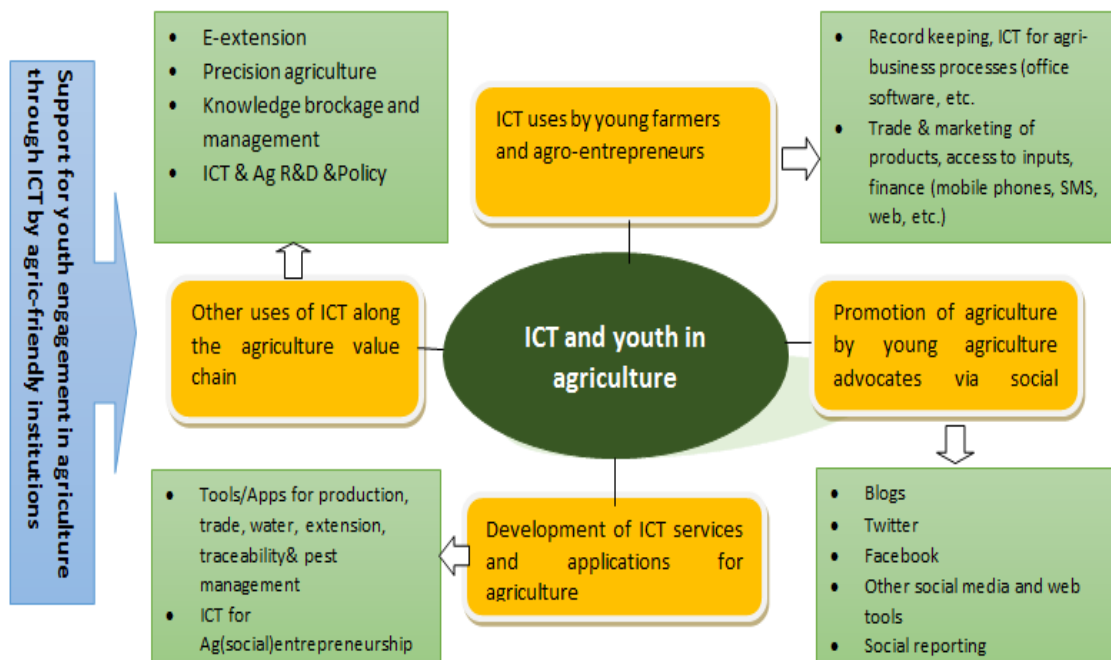 Support for youth engagement in agriculture
through ICT by agric-friendly institutions
• E-extension
• Precision agriculture
• Knowledge brockage and
management
• ICT & Ag R&D &Policy
ICT uses by young farmers
and agro-entrepreneurs
• Record keeping, ICT for agri-
business processes (office
software, etc.
• Trade & marketing of
products, access to inputs,
finance (mobile phones, SMS,
web, etc.)
Other uses of ICT along
the agriculture value
chain
ICT and youth in
agriculture
Promotion of agriculture
by young agriculture
advocates via social
• Tools/Apps for production,
trade, water, extension,
traceability& pest
management
• ICT for
Ag(social)entrepreneurship
Development of ICT services
and applications for
agriculture
• Blogs
• Twitter
• Facebook
• Other social media and web
tools
• Social reporting